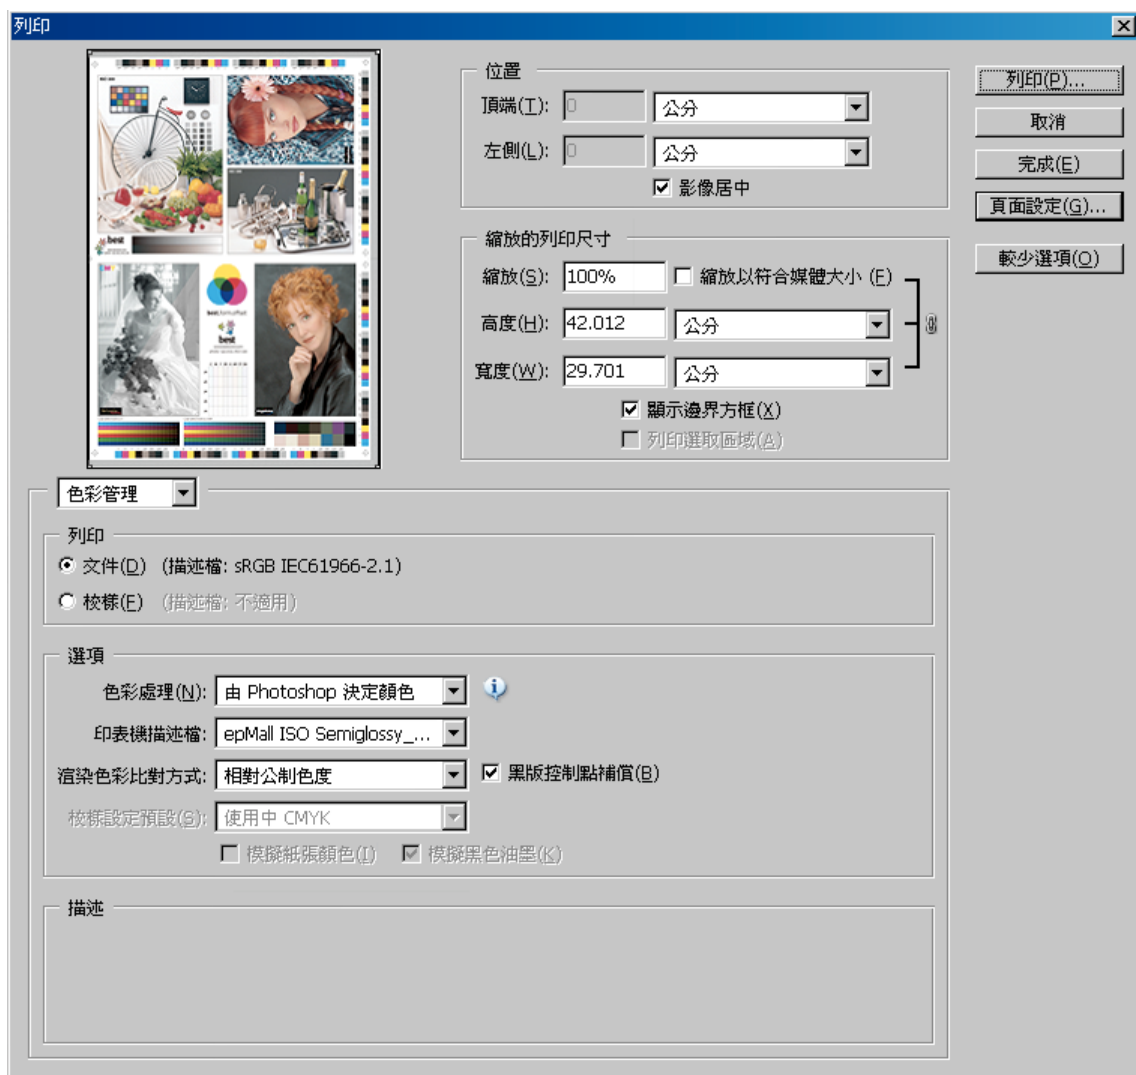 列印
位置
頂端(T): 0 公分
左側(L): 0 公分
影像居中
列印(P)...
取消
完成(E)
頁面設定(G)...
較少選項(O)
縮放的列印尺寸
縮放(S): 100% 縮放以符合媒體大小 (F)
高度(H): 42.012 公分
寬度(W): 29.701 公分
顯示邊界方框(X)
列印選取區域(A)
best
best
色彩管理
列印
文件(D) (描述檔: sRGB IEC61966-2.1)
校樣(F) (描述檔: 不適用)
選項
色彩處理(N): 由 Photoshop 決定顏色
印表機描述檔: epMall ISO Semiglossy_...
渲染色彩比對方式: 相對公制色度 黑版控制點補償(B)
校樣設定預設(S): 使用中 CMYK
模擬紙張顏色(I) 模擬黑色油墨(K)
描述